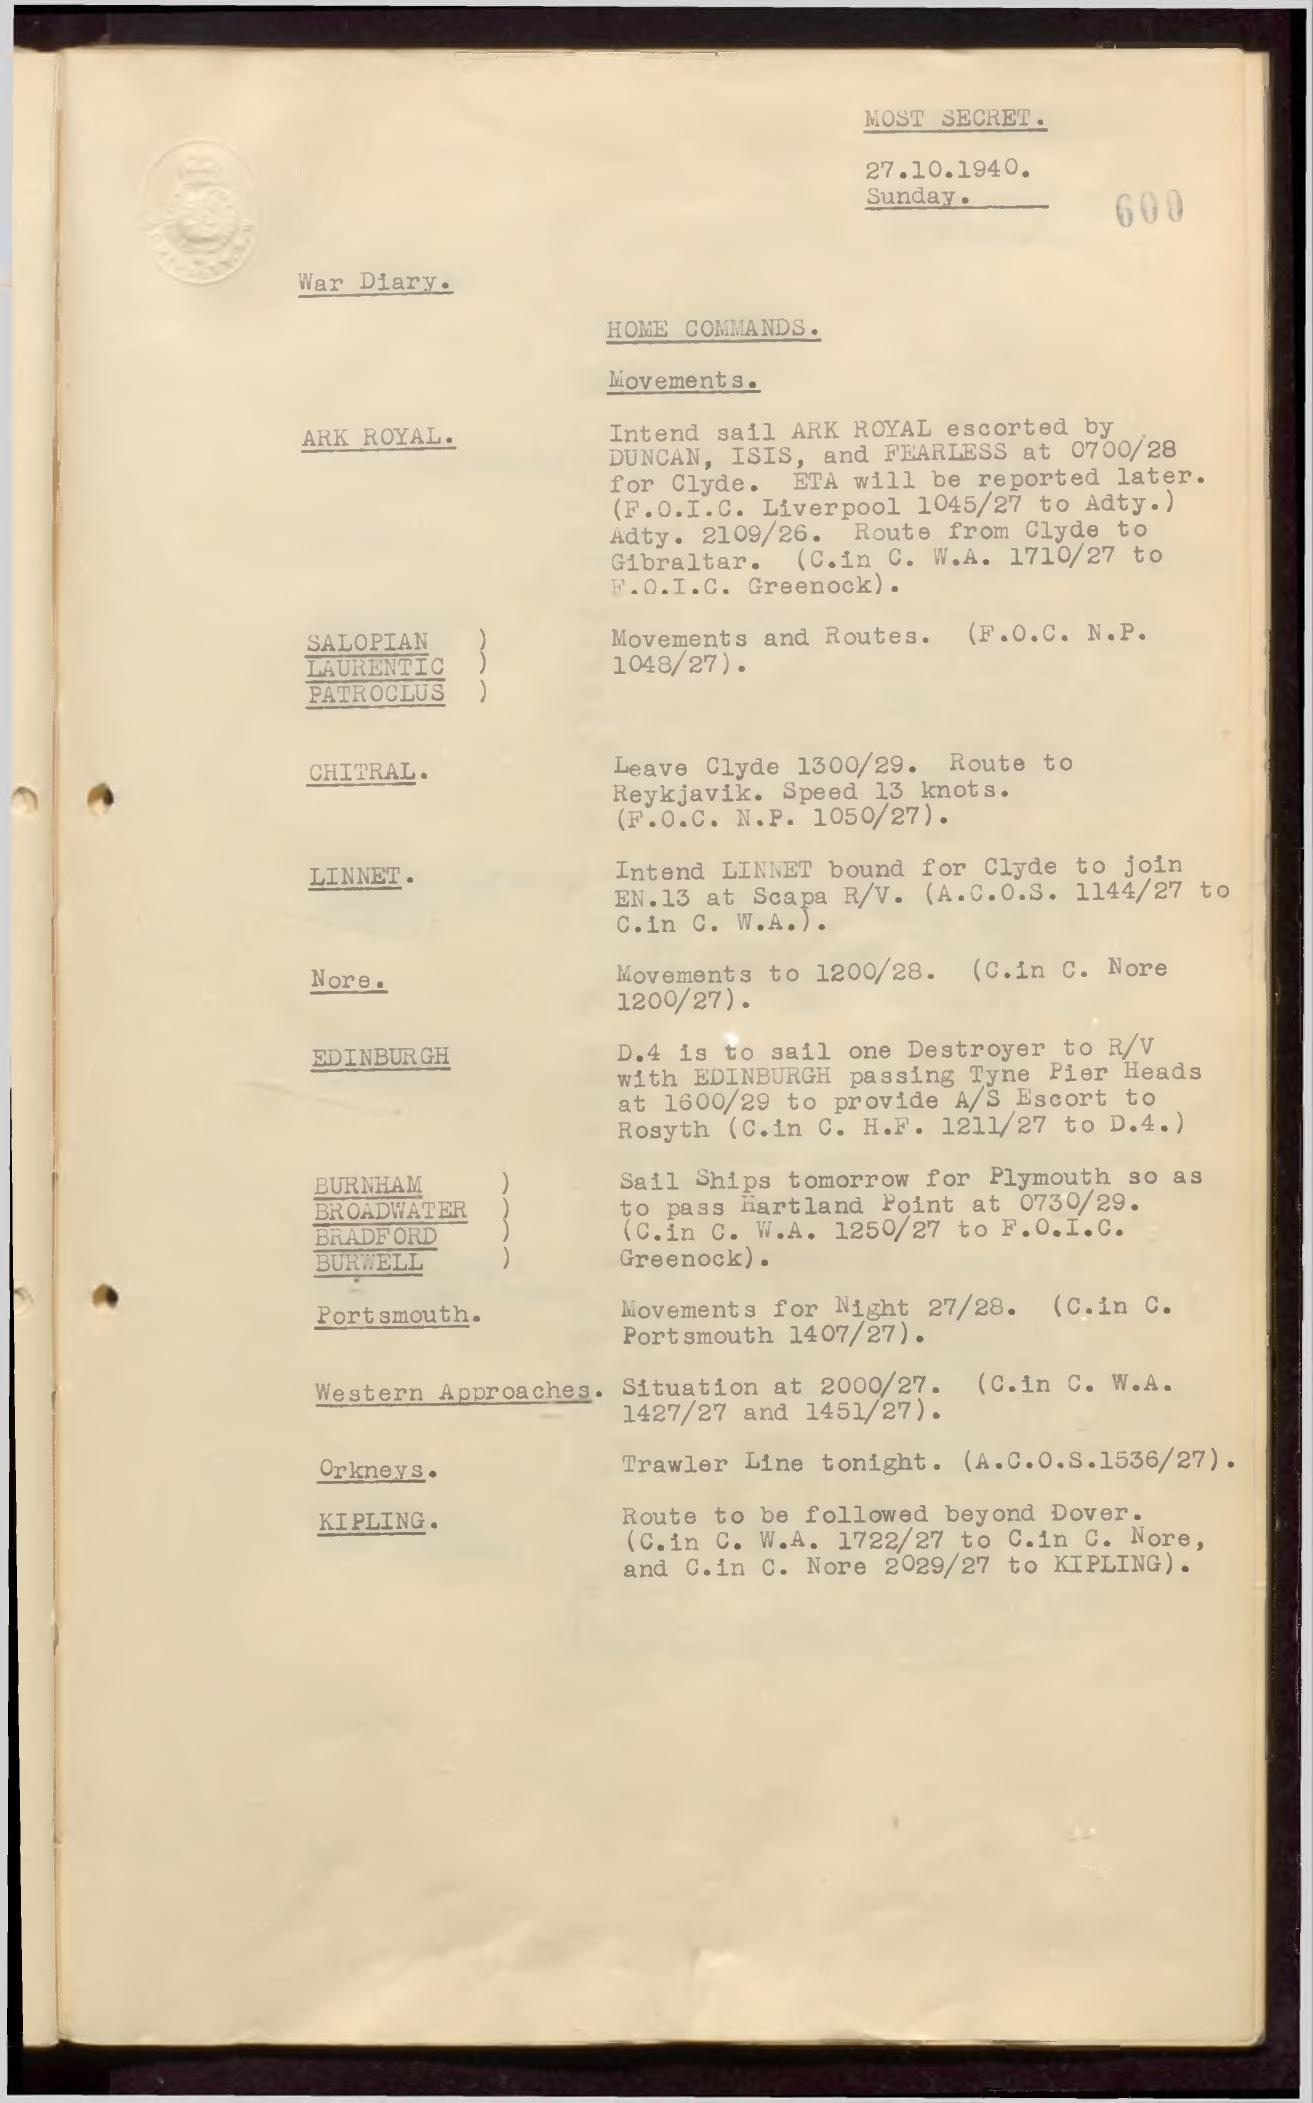 MOST SECRET.
27.10.1940.
Sunday.
600
War Diary.
HOME COMMANDS.
Movements.
ARK ROYAL.
Intend sail ARK ROYAL escorted by
DUNCAN, ISIS, and FEARLESS at 0700/28
for Clyde. ETA will be reported later.
(F.O.I.C. Liverpool 1045/27 to Adty.)
Adty. 2109/26. Route from Clyde to
Gibraltar. (C.in C. W.A. 1710/27 to
F.O.I.C. Greenock).
SALOPIAN )
LAURENTIC )
PATROCLUS )
Movements and Routes. (F.O.C. N.P.
1048/27).
CHITRAL.
Leave Clyde 1300/29. Route to
Reykjavik. Speed 13 knots.
(F.O.C. N.P. 1050/27).
LINNET.
Intend LINNET bound for Clyde to join
EN.13 at Scapa R/V. (A.C.O.S. 1144/27 to
C.in C. W.A.).
Nore.
Movements to 1200/28. (C.in C. Nore
1200/27).
EDINBURGH
D.4 is to sail one Destroyer to R/V
with EDINBURGH passing Tyne Pier Heads
at 1600/29 to provide A/S Escort to
Rosyth (C.in C. H.F. 1211/27 to D.4.)
BURNHAM )
BROADWATER )
BRADFORD )
BURWELL )
Sail Ships tomorrow for Plymouth so as
to pass Hartland Point at 0730/29.
(C.in C. W.A. 1250/27 to F.O.I.C.
Greenock).
Portsmouth.
Movements for Night 27/28. (C.in C.
Portsmouth 1407/27).
Western Approaches.
Situation at 2000/27. (C.in C. W.A.
1427/27 and 1451/27).
Orkneys.
Trawler Line tonight. (A.C.O.S.1536/27).
KIPLING.
Route to be followed beyond Dover.
(C.in C. W.A. 1722/27 to C.in C. Nore,
and C.in C. Nore 2029/27 to KIPLING).